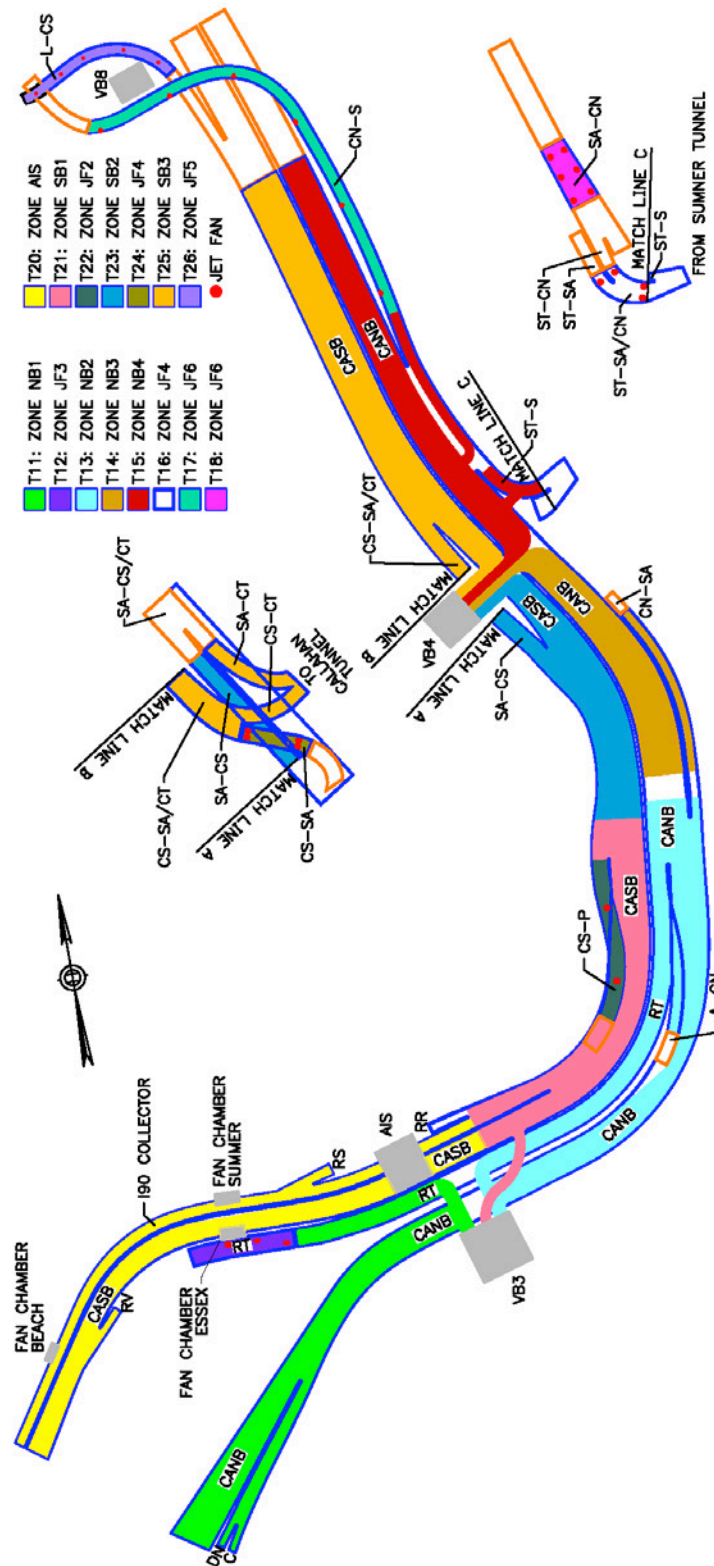 T11: ZONE NB1
T12: ZONE JF3
T13: ZONE NB2
T14: ZONE NB3
T15: ZONE NB4
T16: ZONE JF4
T17: ZONE JF6
T18: ZONE JF6
T20: ZONE AIS
T21: ZONE SB1
T22: ZONE JF2
T23: ZONE SB2
T24: ZONE JF4
T25: ZONE SB3
T26: ZONE JF5
JET FAN
L-CS
VB8
CN-S
CASB
CANB
CS-SA/CT
MATCH LINE B
VB4
MATCH LINE A
SA-CS
MATCH LINE C
ST-S
CASB
CANB
CN-SA
SA-CS/CT
SA-CT
CS-CT
TO
CALLAHAN
TUNNEL
MATCH LINE B
CS-SA/CT
SA-CS
MATCH LINE A
CS-SA
SA-CN
ST-CN
ST-SA
ST-SA/CN
MATCH LINE C
ST-S
FROM SUMNER TUNNEL
CANB
CASB
CS-P
RT
CANB
I90 COLLECTOR
FAN CHAMBER
BEACH
FAN CHAMBER
SUMMER
FAN CHAMBER
ESSEX
CASB
RV
RS
RT
AIS
RR
CASB
RT
CANB
VB3
CANB
DN
C